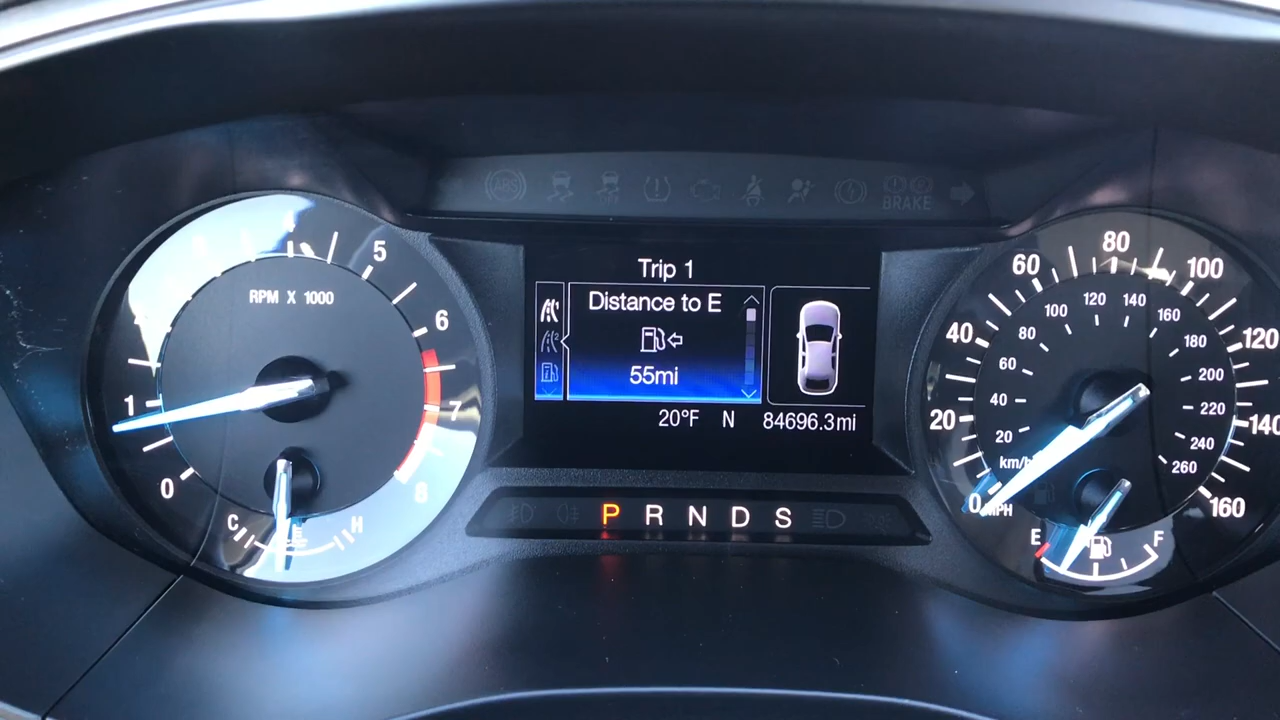 ABS
OFF
BRAKE
4
5
6
7
8
1
0
RPM X 1000
C
H
Trip 1
Distance to E
55mi
20°F N 84696.3mi
P R N D S
0
20
40
60
80
100
120
140
160
MPH
km/h
20
40
60
80
100
120
140
160
180
200
220
240
260
E
F